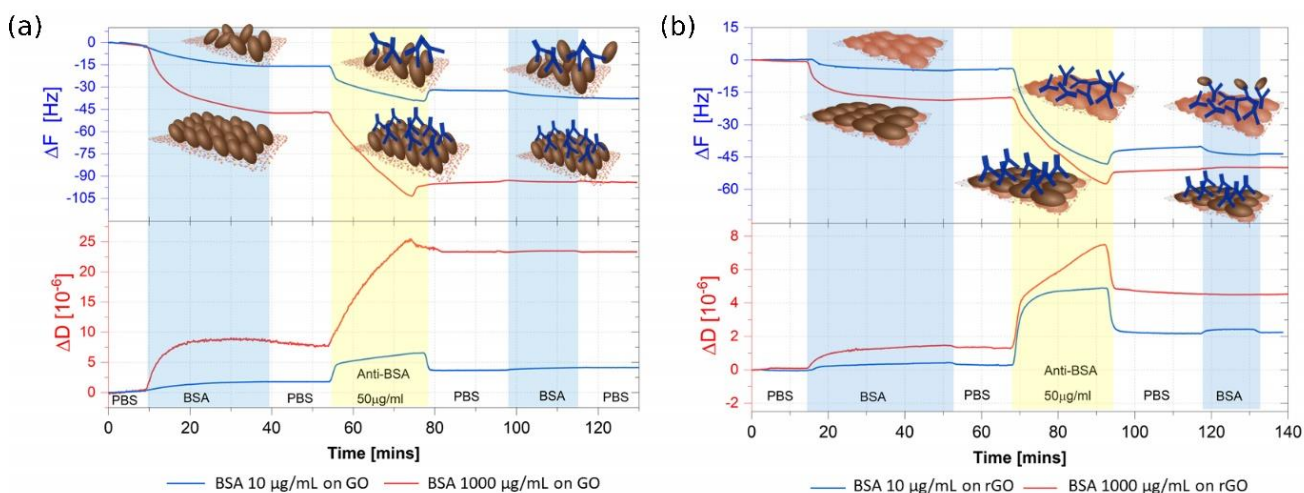 (a)
0
-15
-30
-45
-60
-75
-90
-105
ΔF [Hz]
25
20
15
10
5
0
ΔD [10⁻⁶]
PBS
BSA
PBS
Anti-BSA
50µg/ml
PBS
BSA
PBS
0 20 40 60 80 100 120
Time [mins]
BSA 10 µg/mL on GO
BSA 1000 µg/mL on GO
(b)
15
0
-15
-30
-45
-60
ΔF [Hz]
8
6
4
2
0
-2
ΔD [10⁻⁶]
PBS
BSA
PBS
Anti-BSA
50µg/ml
PBS
BSA
0 20 40 60 80 100 120 140
Time [mins]
BSA 10 µg/mL on rGO
BSA 1000 µg/mL on rGO